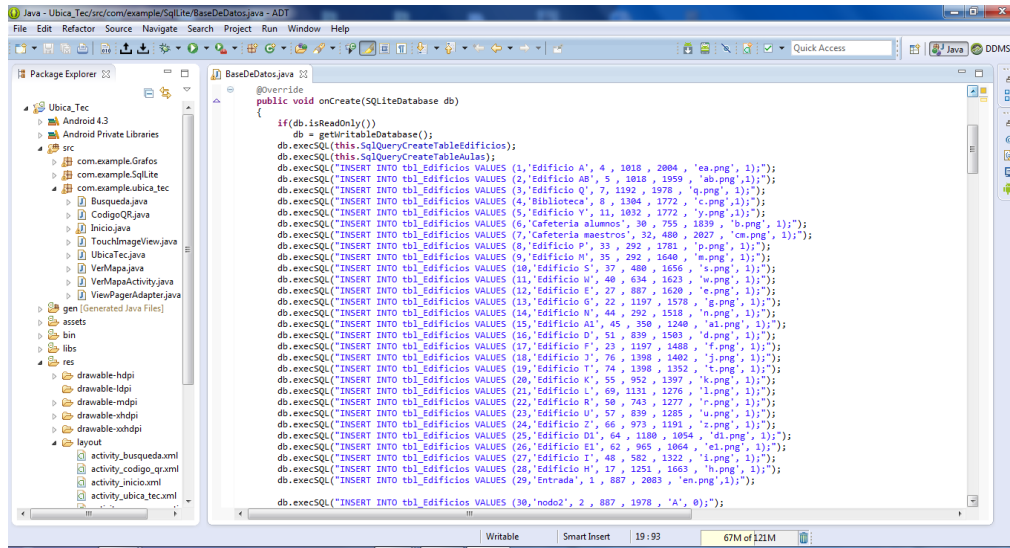 Java - Ubica_Tec/src/com/example/SqlLite/BaseDeDatos.java - ADT
File Edit Refactor Source Navigate Search Project Run Window Help
Quick Access
Java
DDMS
Package Explorer
Ubica_Tec
Android 4.3
Android Private Libraries
src
com.example.Grafos
com.example.SqlLite
com.example.ubica_tec
Busqueda.java
CodigoQR.java
Inicio.java
TouchImageView.java
UbicaTec.java
VerMapa.java
VerMapaActivity.java
ViewPagerAdapter.java
gen [Generated Java Files]
assets
bin
libs
res
drawable-hdpi
drawable-ldpi
drawable-mdpi
drawable-xhdpi
drawable-xxhdpi
layout
activity_busqueda.xml
activity_codigo_qr.xml
activity_inicio.xml
activity_ubica_tec.xml
BaseDeDatos.java
@Override
public void onCreate(SQLiteDatabase db)
{
if(db.isReadOnly())
db = getWritableDatabase();
db.execSQL(this.SqlQueryCreateTableEdificios);
db.execSQL(this.SqlQueryCreateTableAulas);
db.execSQL("INSERT INTO tbl_Edificios VALUES (1,'Edificio A', 4 , 1018 , 2004 , 'ea.png', 1);");
db.execSQL("INSERT INTO tbl_Edificios VALUES (2,'Edificio AB', 5 , 1018 , 1959 , 'ab.png',1);");
db.execSQL("INSERT INTO tbl_Edificios VALUES (3,'Edificio Q', 7, 1192 , 1978 , 'q.png', 1);");
db.execSQL("INSERT INTO tbl_Edificios VALUES (4,'Biblioteca', 8 , 1304 , 1772 , 'c.png',1);");
db.execSQL("INSERT INTO tbl_Edificios VALUES (5,'Edificio Y', 11, 1032 , 1772 , 'y.png',1);");
db.execSQL("INSERT INTO tbl_Edificios VALUES (6,'Cafeteria alumnos', 30 , 755 , 1839 , 'b.png', 1);");
db.execSQL("INSERT INTO tbl_Edificios VALUES (7,'Cafeteria maestros', 32, 480 , 2027 , 'cm.png', 1);");
db.execSQL("INSERT INTO tbl_Edificios VALUES (8,'Edificio P', 33 , 292 , 1781 , 'p.png', 1);");
db.execSQL("INSERT INTO tbl_Edificios VALUES (9,'Edificio M', 35 , 292 , 1640 , 'm.png', 1);");
db.execSQL("INSERT INTO tbl_Edificios VALUES (10,'Edificio S', 37 , 480 , 1656 , 's.png', 1);");
db.execSQL("INSERT INTO tbl_Edificios VALUES (11,'Edificio W', 40 , 634 , 1623 , 'w.png', 1);");
db.execSQL("INSERT INTO tbl_Edificios VALUES (12,'Edificio E', 27 , 887 , 1620 , 'e.png', 1);");
db.execSQL("INSERT INTO tbl_Edificios VALUES (13,'Edificio G', 22 , 1197 , 1578 , 'g.png', 1);");
db.execSQL("INSERT INTO tbl_Edificios VALUES (14,'Edificio N', 44 , 292 , 1518 , 'n.png', 1);");
db.execSQL("INSERT INTO tbl_Edificios VALUES (15,'Edificio A1', 45 , 350 , 1240 , 'a1.png', 1);");
db.execSQL("INSERT INTO tbl_Edificios VALUES (16,'Edificio D', 51 , 839 , 1503 , 'd.png', 1);");
db.execSQL("INSERT INTO tbl_Edificios VALUES (17,'Edificio F', 23 , 1197 , 1488 , 'f.png', 1);");
db.execSQL("INSERT INTO tbl_Edificios VALUES (18,'Edificio J', 76 , 1398 , 1402 , 'j.png', 1);");
db.execSQL("INSERT INTO tbl_Edificios VALUES (19,'Edificio T', 74 , 1398 , 1352 , 't.png', 1);");
db.execSQL("INSERT INTO tbl_Edificios VALUES (20,'Edificio K', 55 , 952 , 1397 , 'k.png', 1);");
db.execSQL("INSERT INTO tbl_Edificios VALUES (21,'Edificio L', 69 , 1131 , 1276 , 'l.png', 1);");
db.execSQL("INSERT INTO tbl_Edificios VALUES (22,'Edificio R', 50 , 743 , 1277 , 'r.png', 1);");
db.execSQL("INSERT INTO tbl_Edificios VALUES (23,'Edificio U', 57 , 839 , 1285 , 'u.png', 1);");
db.execSQL("INSERT INTO tbl_Edificios VALUES (24,'Edificio Z', 66 , 973 , 1191 , 'z.png', 1);");
db.execSQL("INSERT INTO tbl_Edificios VALUES (25,'Edificio D1', 64 , 1180 , 1054 , 'd1.png', 1);");
db.execSQL("INSERT INTO tbl_Edificios VALUES (26,'Edificio E1', 62 , 965 , 1064 , 'e1.png', 1);");
db.execSQL("INSERT INTO tbl_Edificios VALUES (27,'Edificio I', 48 , 582 , 1322 , 'i.png', 1);");
db.execSQL("INSERT INTO tbl_Edificios VALUES (28,'Edificio H', 17 , 1251 , 1663 , 'h.png', 1);");
db.execSQL("INSERT INTO tbl_Edificios VALUES (29,'Entrada', 1 , 887 , 2083 , 'en.png',1);");
db.execSQL("INSERT INTO tbl_Edificios VALUES (30,'nodo2', 2 , 887 , 1978 , 'A', 0);");
Writable
Smart Insert
19 : 93
67M of 121M